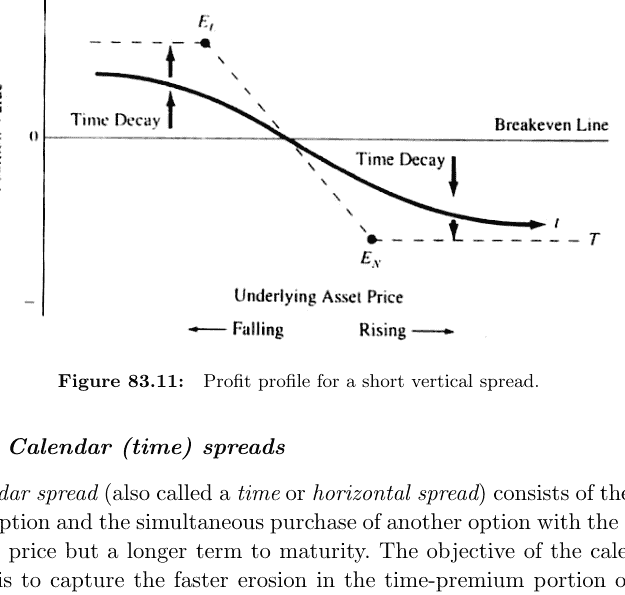 E_I
Time Decay
0
Breakeven Line
Time Decay
t
T
E_N
–
Underlying Asset Price
Falling
Rising
Figure 83.11: Profit profile for a short vertical spread.
Calendar (time) spreads
dar spread (also called a time or horizontal spread) consists of the
ption and the simultaneous purchase of another option with the
price but a longer term to maturity. The objective of the cale
is to capture the faster erosion in the time-premium portion o